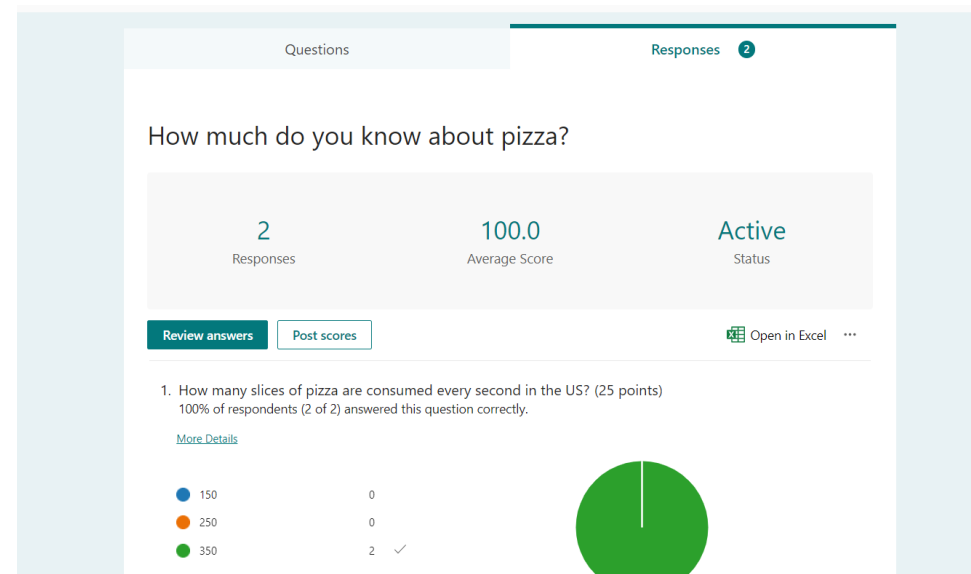 Questions
Responses 2
How much do you know about pizza?
2 100.0 Active
Responses Average Score Status
Review answers Post scores Open in Excel ...
1. How many slices of pizza are consumed every second in the US? (25 points)
100% of respondents (2 of 2) answered this question correctly.
More Details
150 0
250 0
350 2